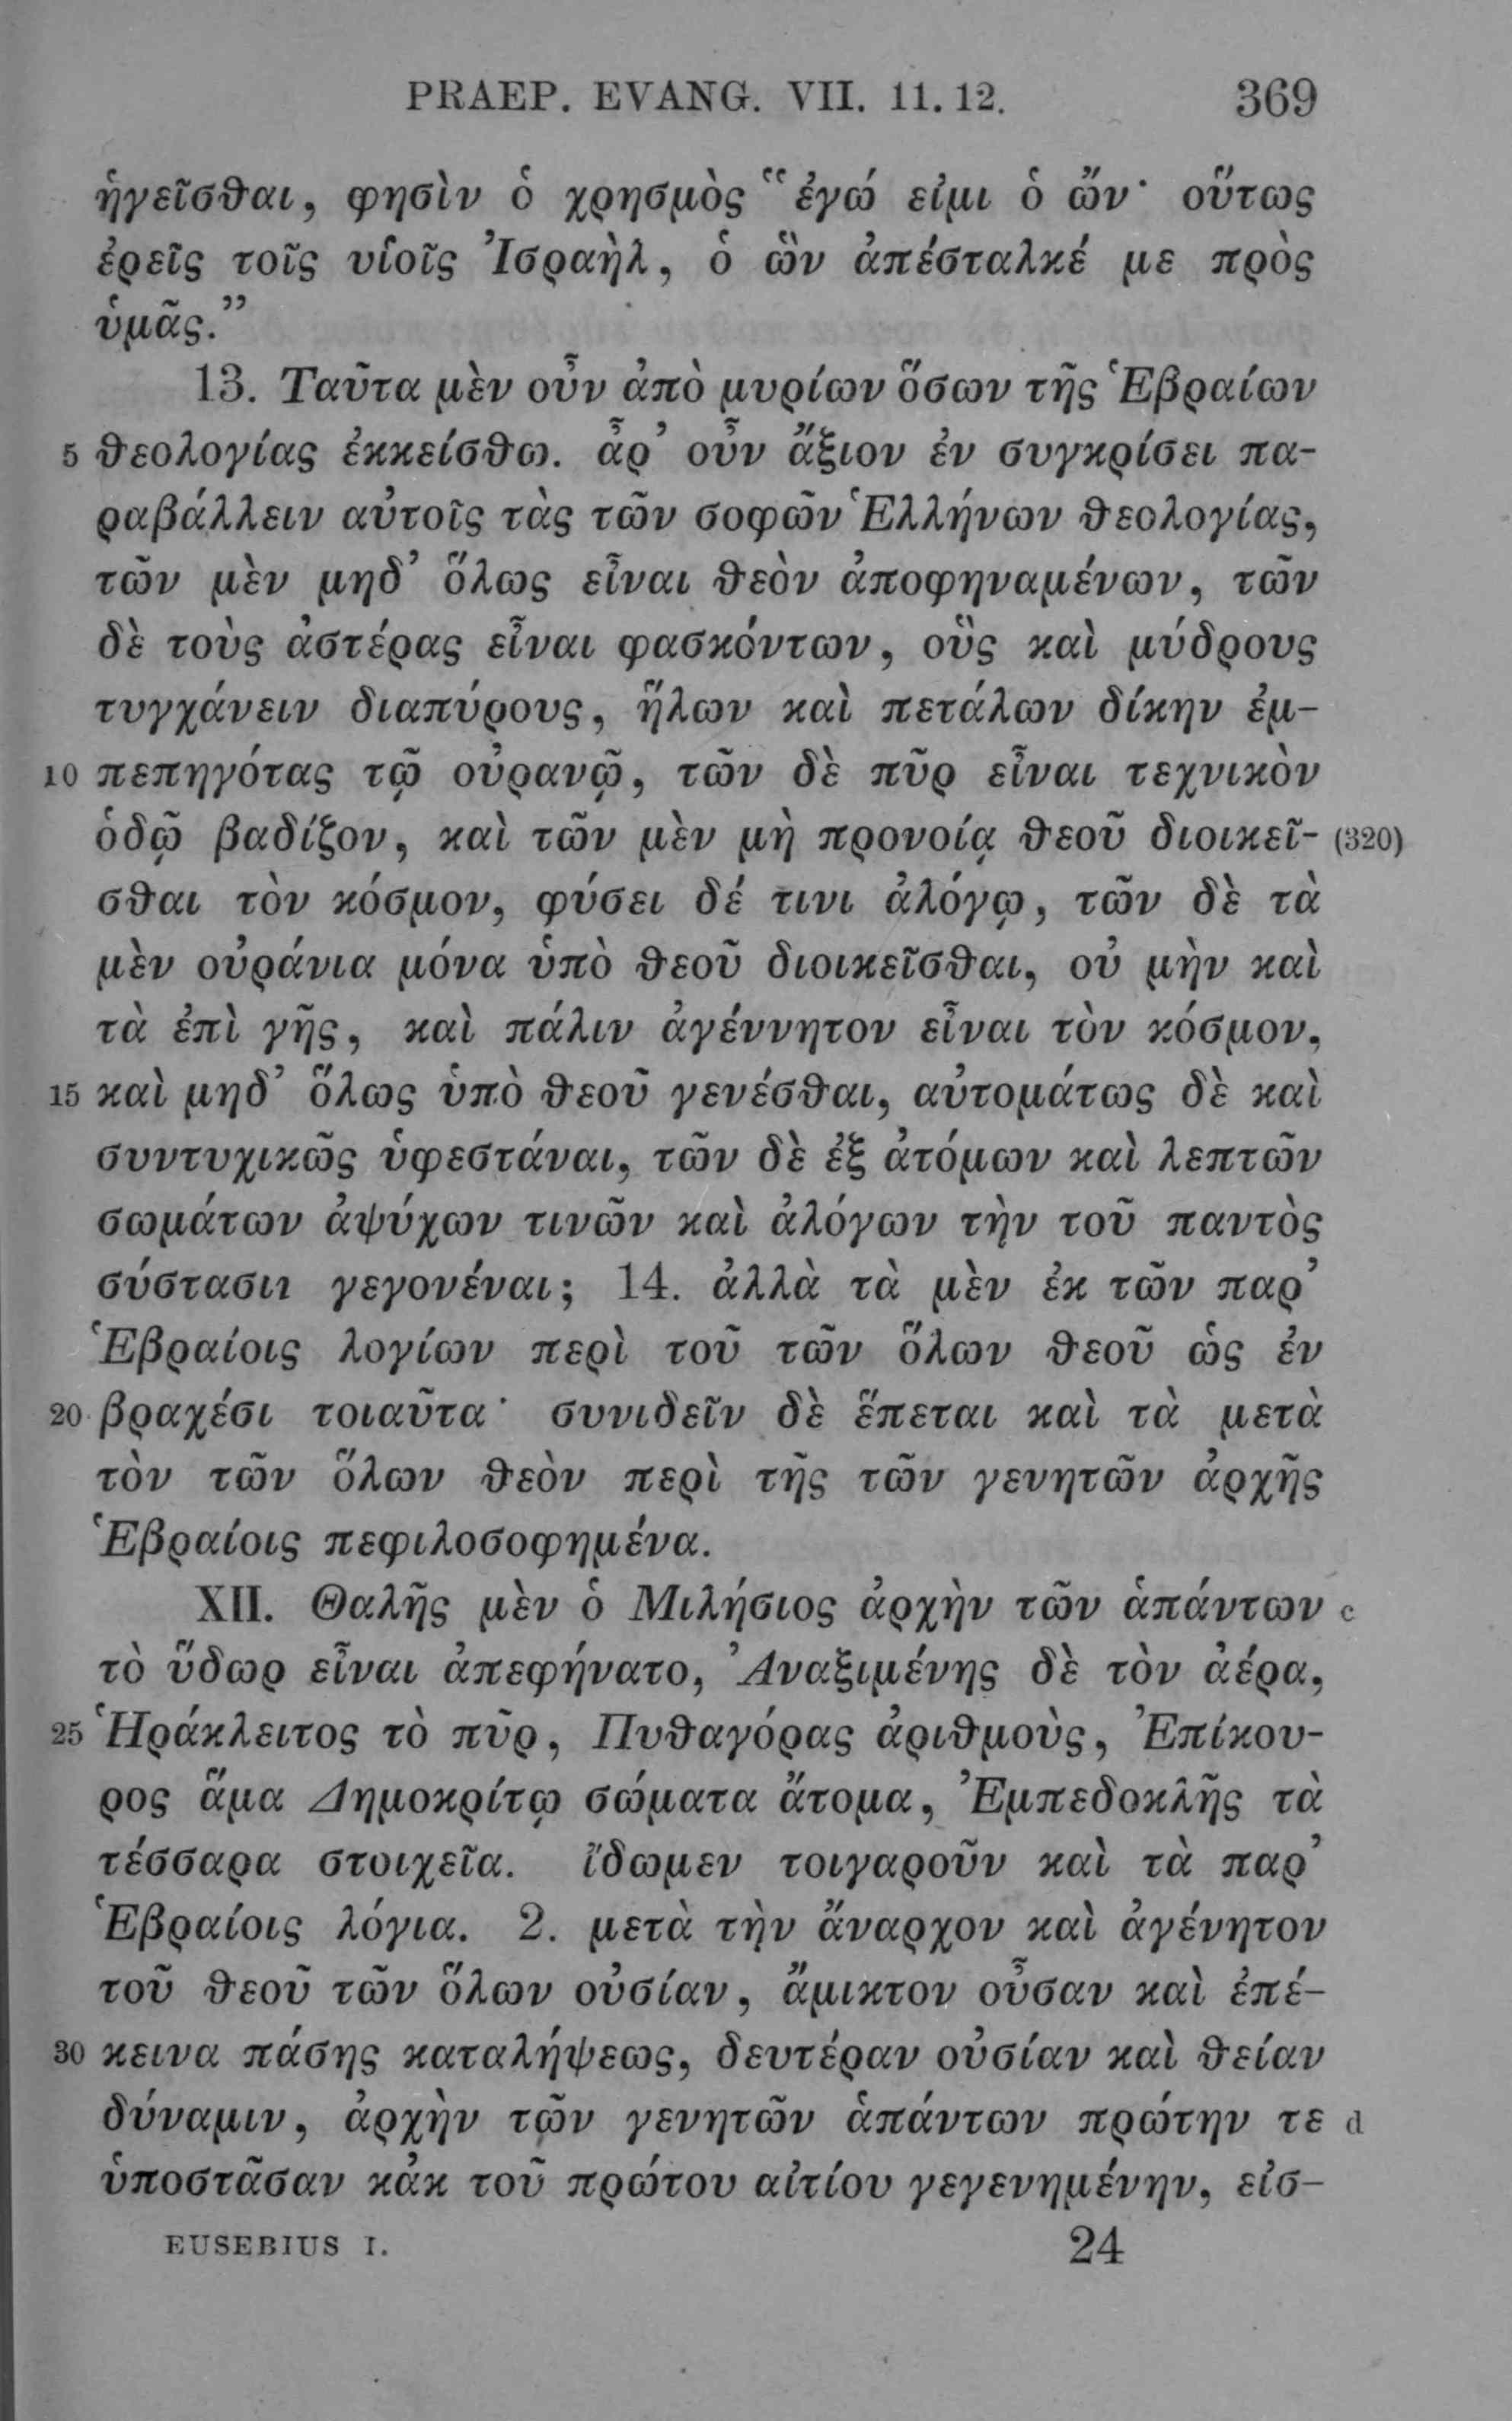 PRAEP. EVANG. VII. 11. 12. 369
ἡγεῖσθαι, φησὶν ὁ χρησμὸς “ἐγώ εἰμι ὁ ὤν· οὕτως
ἐρεῖς τοῖς υἱοῖς Ἰσραὴλ, ὁ ὢν ἀπέσταλκέ με πρὸς
ὑμᾶς.”
13. Ταῦτα μὲν οὖν ἀπὸ μυρίων ὅσων τῆς Ἑβραίων
5 θεολογίας ἐκκείσθω. ἆρ’ οὖν ἄξιον ἐν συγκρίσει πα-
ραβάλλειν αὐτοῖς τὰς τῶν σοφῶν Ἑλλήνων θεολογίας,
τῶν μὲν μηδ’ ὅλως εἶναι θεὸν ἀποφηναμένων, τῶν
δὲ τοὺς ἀστέρας εἶναι φασκόντων, οὓς καὶ μύδρους
τυγχάνειν διαπύρους, ἥλων καὶ πετάλων δίκην ἐμ-
10 πεπηγότας τῷ οὐρανῷ, τῶν δὲ πῦρ εἶναι τεχνικὸν
ὁδῷ βαδίζον, καὶ τῶν μὲν μὴ προνοίᾳ θεοῦ διοικεῖ- (320)
σθαι τὸν κόσμον, φύσει δέ τινι ἀλόγῳ, τῶν δὲ τὰ
μὲν οὐράνια μόνα ὑπὸ θεοῦ διοικεῖσθαι, οὐ μὴν καὶ
τὰ ἐπὶ γῆς, καὶ πάλιν ἀγέννητον εἶναι τὸν κόσμον,
15 καὶ μηδ’ ὅλως ὑπὸ θεοῦ γενέσθαι, αὐτομάτως δὲ καὶ
συντυχικῶς ὑφεστάναι, τῶν δὲ ἐξ ἀτόμων καὶ λεπτῶν
σωμάτων ἀψύχων τινῶν καὶ ἀλόγων τὴν τοῦ παντὸς
σύστασιν γεγονέναι; 14. ἀλλὰ τὰ μὲν ἐκ τῶν παρ’
Ἑβραίοις λογίων περὶ τοῦ τῶν ὅλων θεοῦ ὡς ἐν
20 βραχέσι τοιαῦτα· συνιδεῖν δὲ ἕπεται καὶ τὰ μετὰ
τὸν τῶν ὅλων θεὸν περὶ τῆς τῶν γενητῶν ἀρχῆς
Ἑβραίοις πεφιλοσοφημένα.
XII. Θαλῆς μὲν ὁ Μιλήσιος ἀρχὴν τῶν ἁπάντων c
τὸ ὕδωρ εἶναι ἀπεφήνατο, Ἀναξιμένης δὲ τὸν ἀέρα,
25 Ἡράκλειτος τὸ πῦρ, Πυθαγόρας ἀριθμοὺς, Ἐπίκου-
ρος ἅμα Δημοκρίτῳ σώματα ἄτομα, Ἐμπεδοκλῆς τὰ
τέσσαρα στοιχεῖα. ἴδωμεν τοιγαροῦν καὶ τὰ παρ’
Ἑβραίοις λόγια. 2. μετὰ τὴν ἄναρχον καὶ ἀγένητον
τοῦ θεοῦ τῶν ὅλων οὐσίαν, ἄμικτον οὖσαν καὶ ἐπέ-
30 κεινα πάσης καταλήψεως, δευτέραν οὐσίαν καὶ θείαν
δύναμιν, ἀρχὴν τῶν γενητῶν ἁπάντων πρώτην τε d
ὑποστᾶσαν κἀκ τοῦ πρώτου αἰτίου γεγενημένην, εἰσ-
EUSEBIUS I. 24